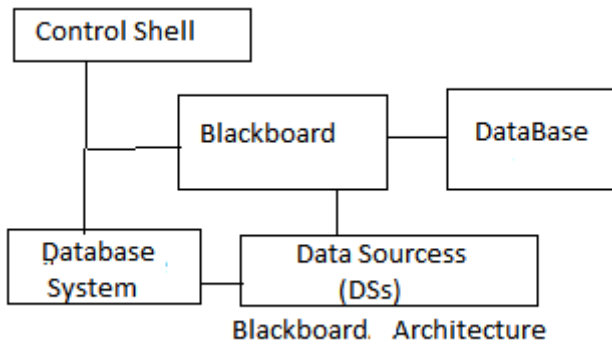 Control Shell
Blackboard
DataBase
Database
System
Data Sourcess
(DSs)
Blackboard. Architecture